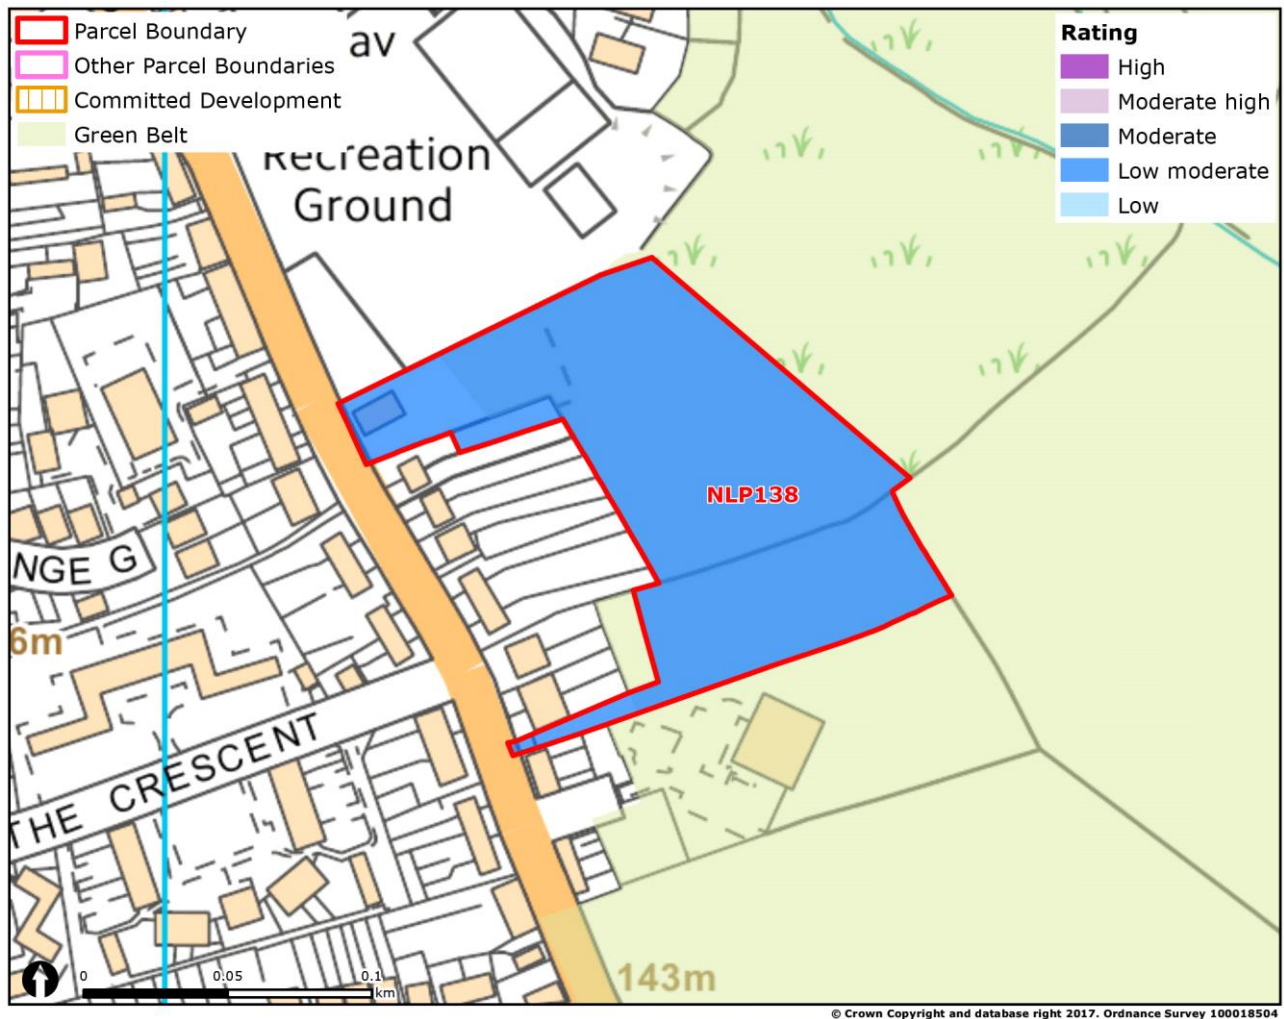 Parcel Boundary
Other Parcel Boundaries
Committed Development
Green Belt
av
Recreation
Ground
Rating
High
Moderate high
Moderate
Low moderate
Low
NLP138
NGE G
6m
THE CRESCENT
143m
0 0.05 0.1
km
© Crown Copyright and database right 2017. Ordnance Survey 100018504